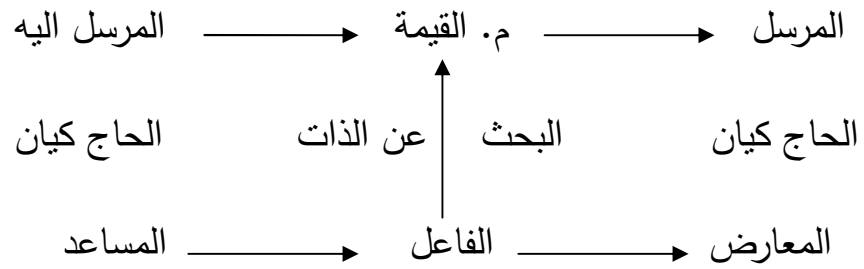 المرسل م. القيمة المرسل اليه
الحاج كيان البحث عن الذات الحاج كيان
المعارض الفاعل المساعد